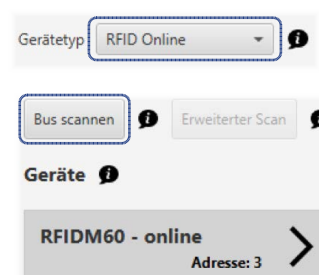 Gerätetyp RFID Online
Bus scannen Erweiterter Scan
Geräte
RFIDM60 - online
Adresse: 3